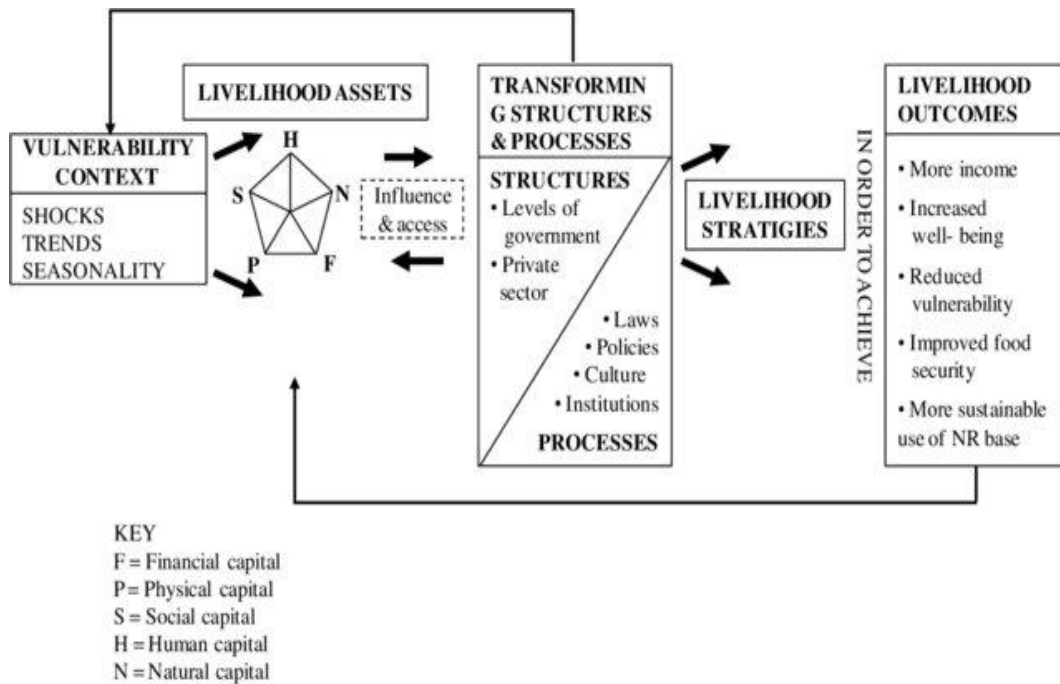 LIVELIHOOD ASSETS
VULNERABILITY
CONTEXT
SHOCKS
TRENDS
SEASONALITY
H
S
N
P
F
Influence
& access
TRANSFORMIN
G STRUCTURES
& PROCESSES
STRUCTURES
• Levels of
government
• Private
sector
• Laws
• Policies
• Culture
• Institutions
PROCESSES
LIVELIHOOD
STRATIGIES
IN ORDER TO ACHIEVE
LIVELIHOOD
OUTCOMES
• More income
• Increased
well- being
• Reduced
vulnerability
• Improved food
security
• More sustainable
use of NR base
KEY
F = Financial capital
P = Physical capital
S = Social capital
H = Human capital
N = Natural capital